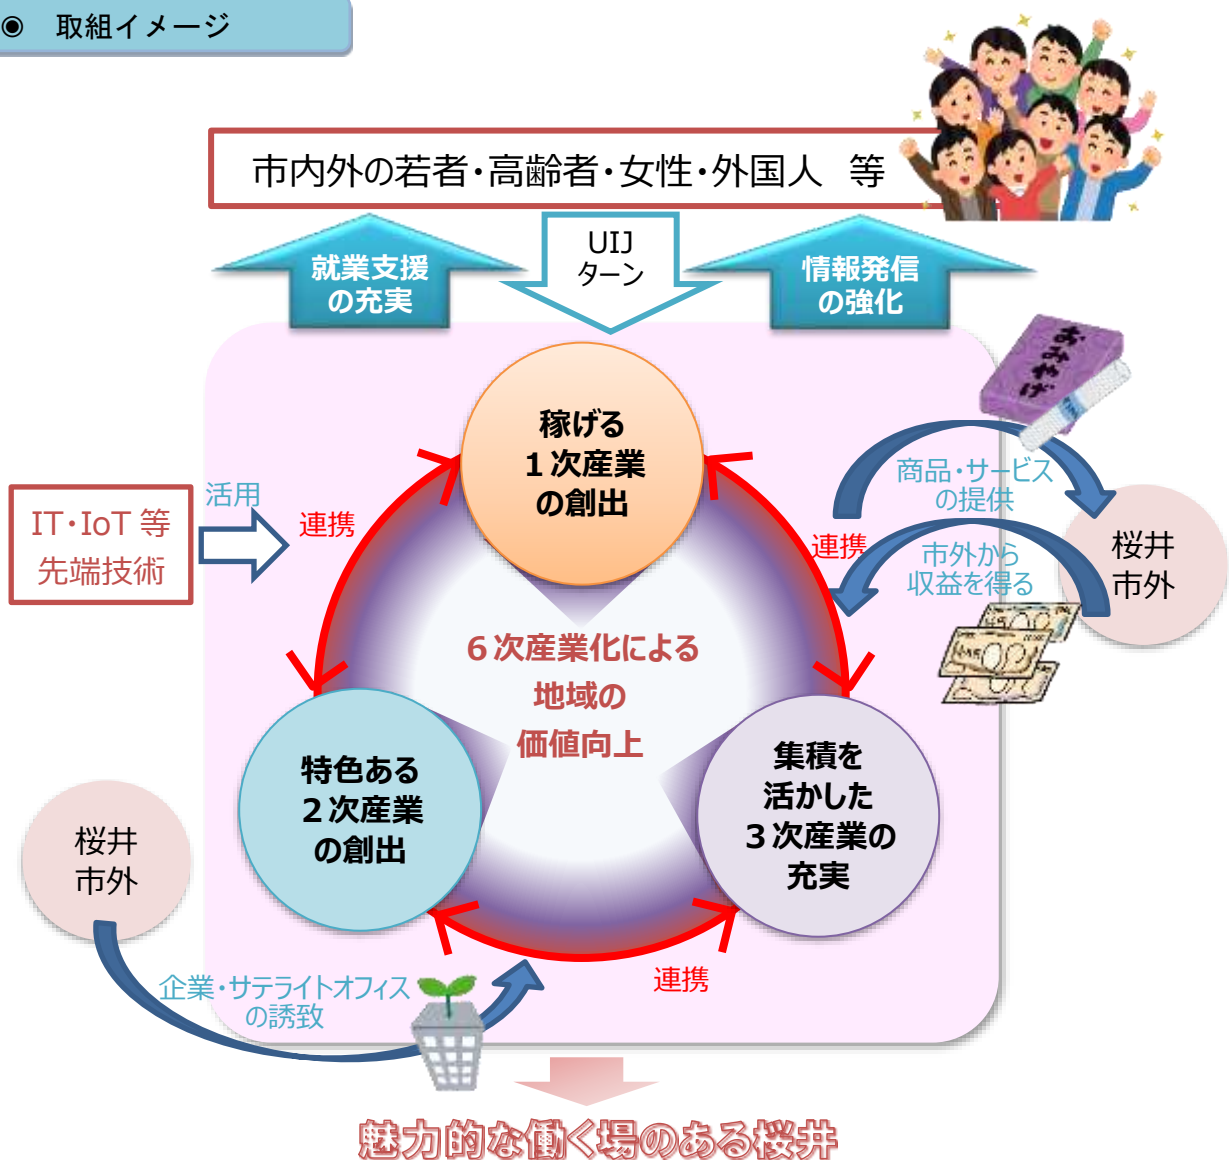 ◉ 取組イメージ
市内外の若者・高齢者・女性・外国人 等
就業支援
の充実
UIJ
ターン
情報発信
の強化
おみやげ
稼げる
１次産業
の創出
商品・サービス
の提供
活用
IT・IoT 等
先端技術
連携
連携
市外から
収益を得る
桜井
市外
６次産業化による
地域の
価値向上
特色ある
２次産業
の創出
集積を
活かした
３次産業の
充実
桜井
市外
連携
企業・サテライトオフィス
の誘致
魅力的な働く場のある桜井